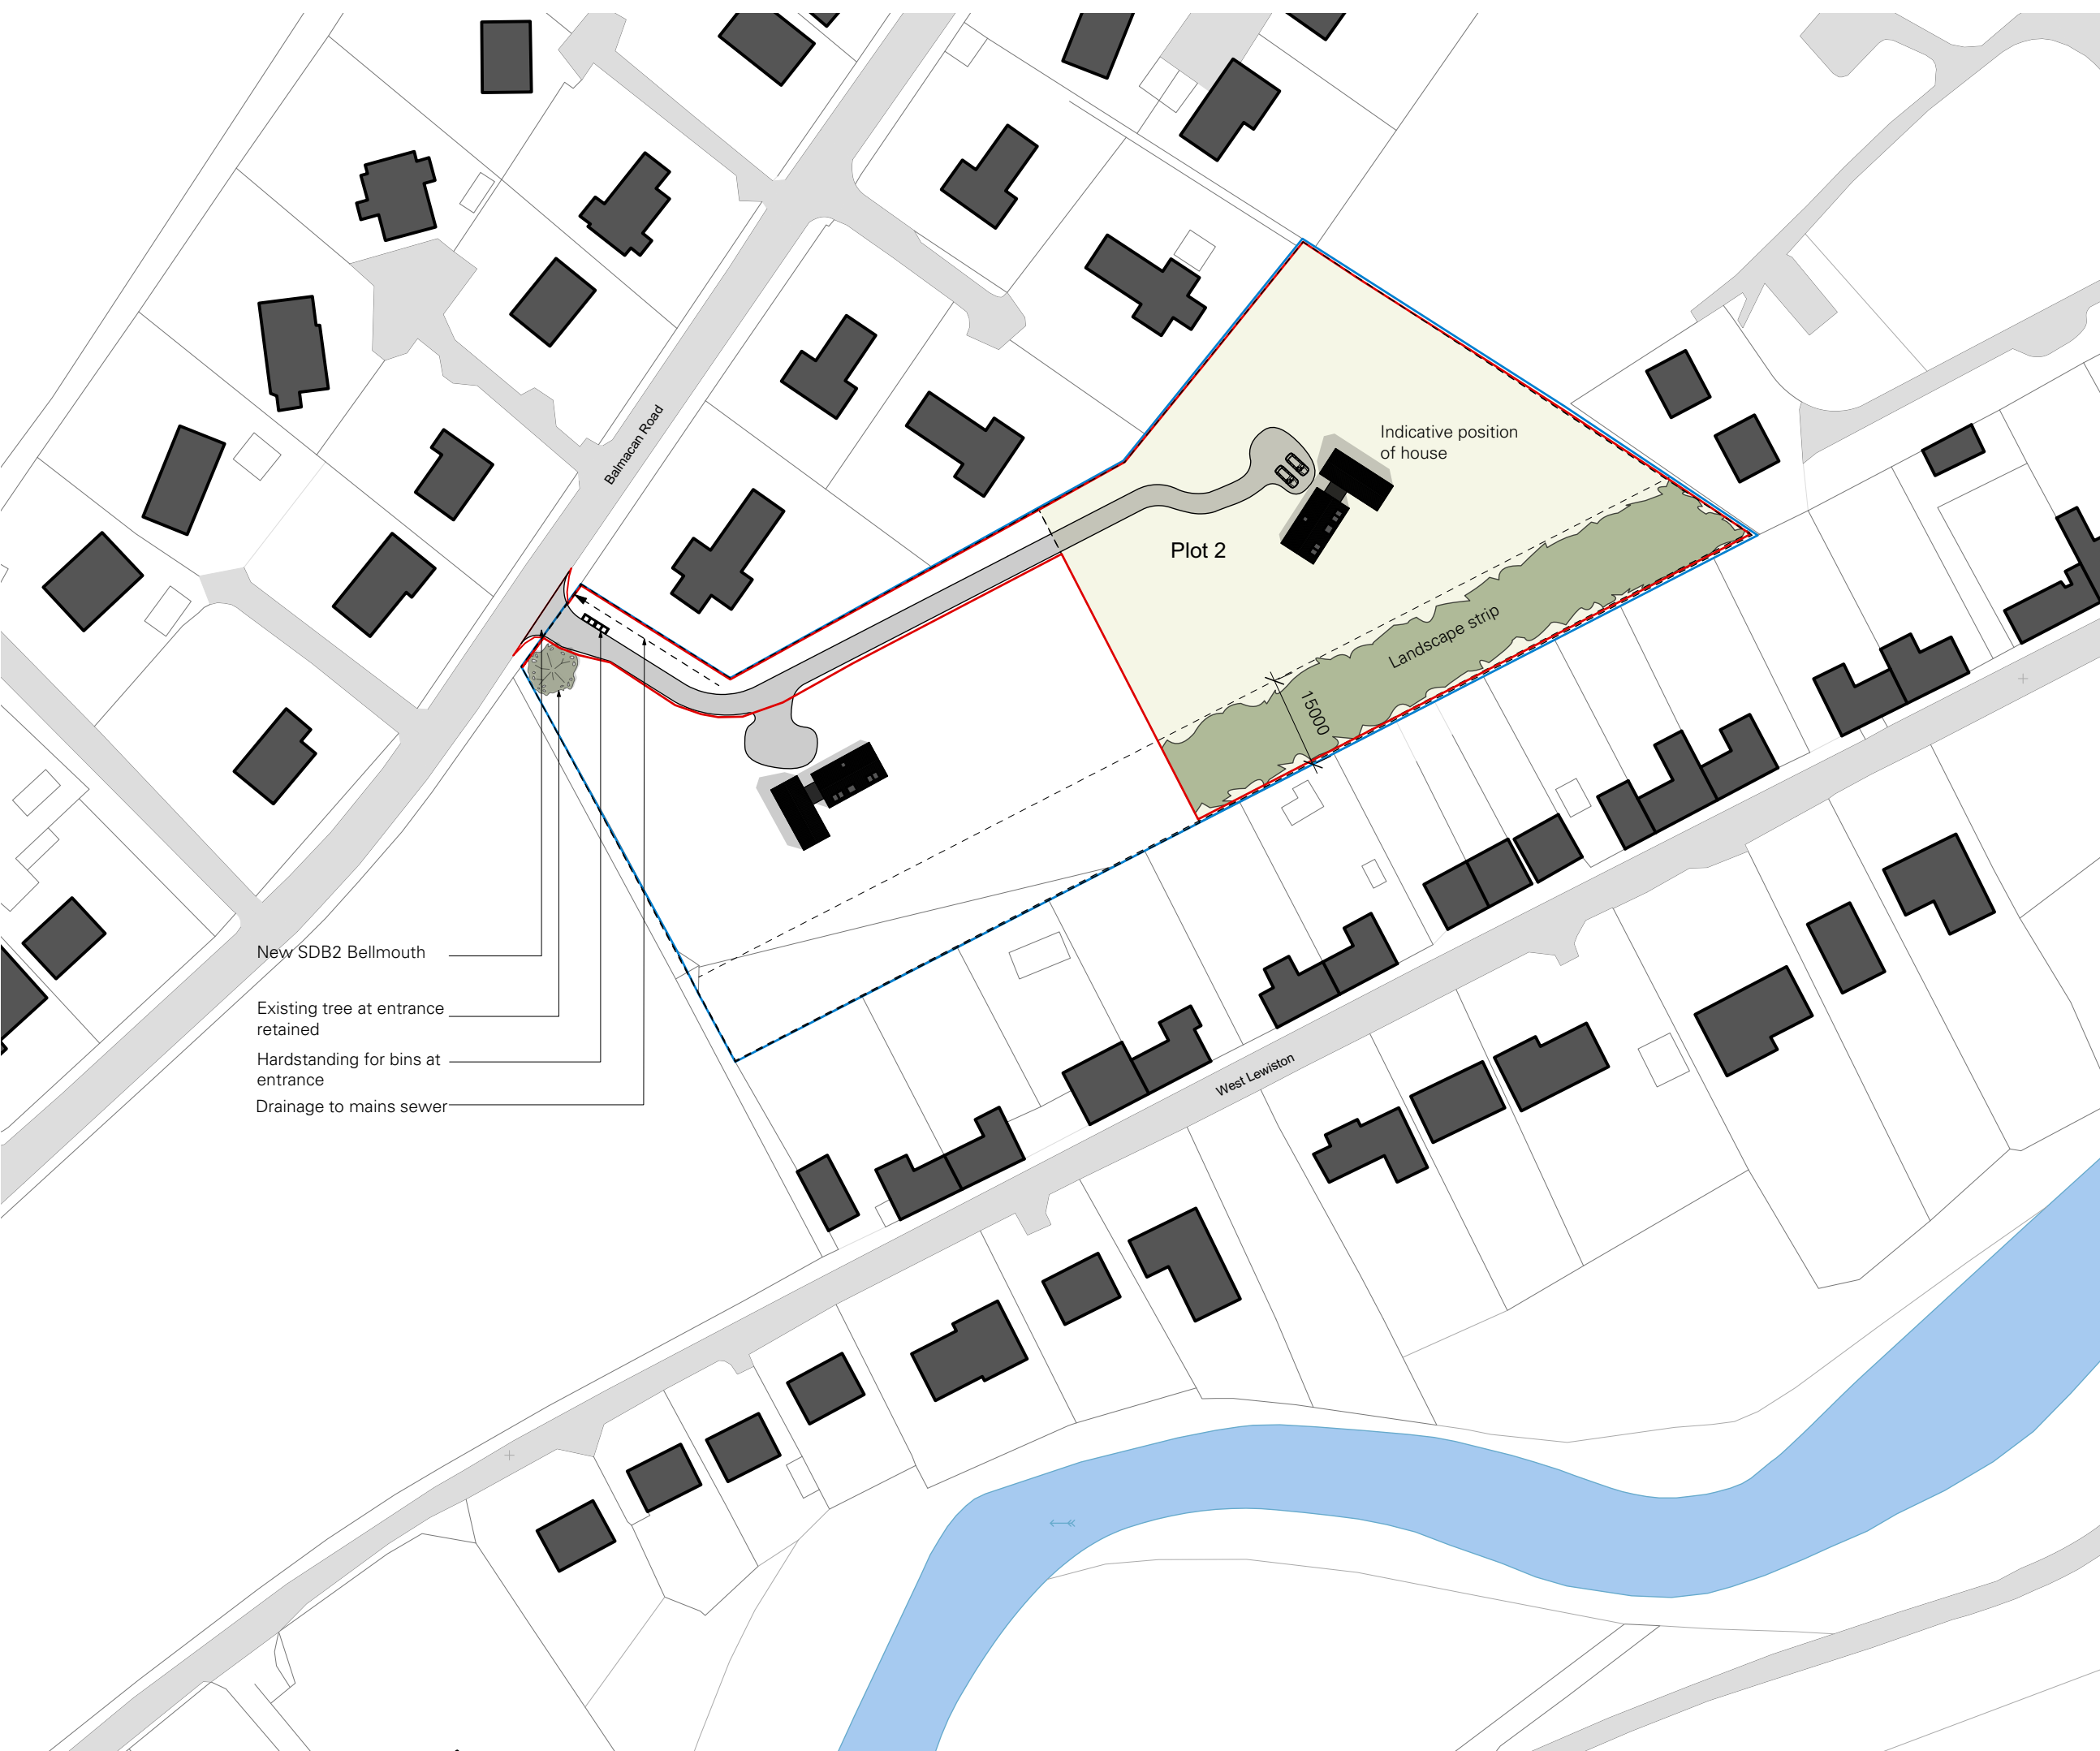 Balmacan Road
Indicative position
of house
Plot 2
Landscape strip
15000
New SDB2 Bellmouth
Existing tree at entrance
retained
Hardstanding for bins at
entrance
Drainage to mains sewer
West Lewiston